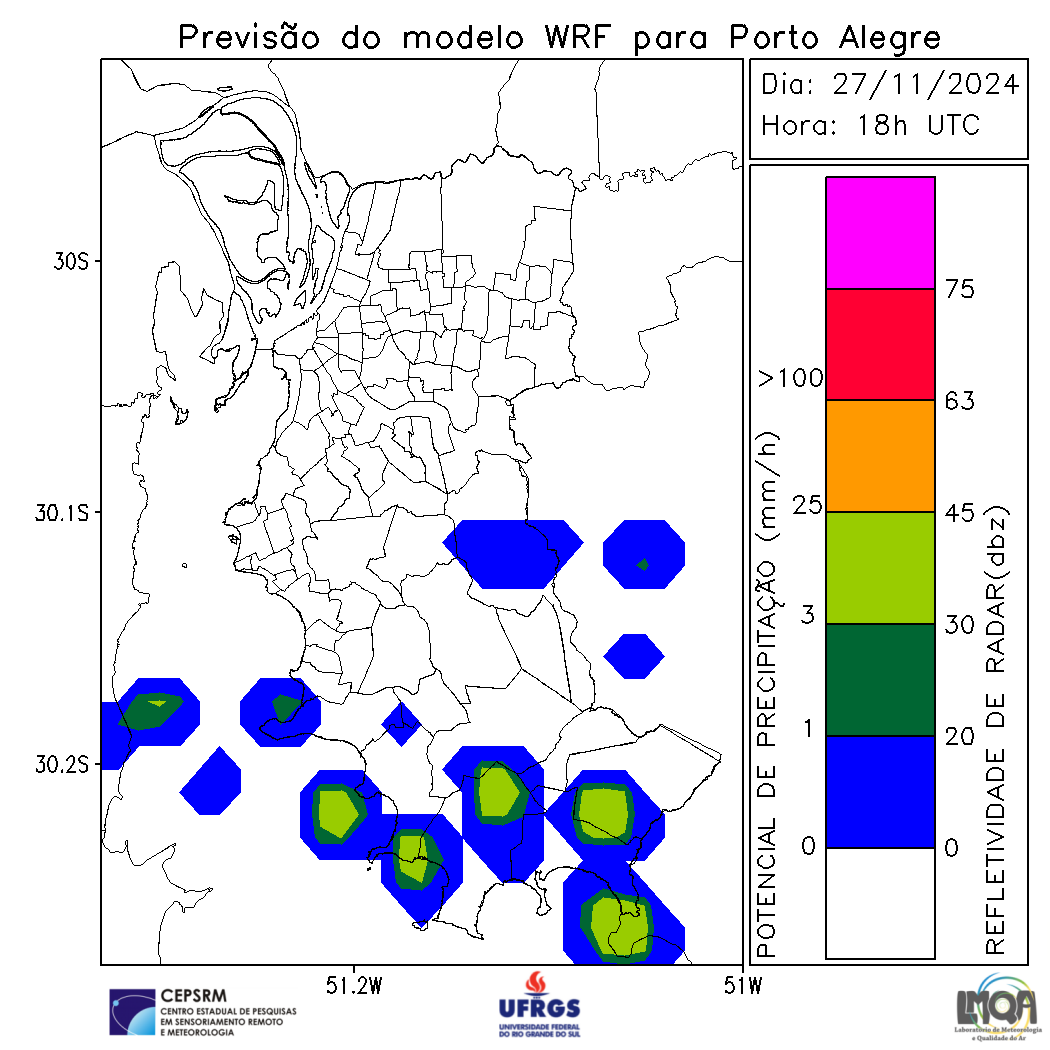 Previsão do modelo WRF para Porto Alegre
Dia: 27/11/2024
Hora: 18h UTC
30S
30.1S
30.2S
51.2W
51W
POTENCIAL DE PRECIPITAÇÃO (mm/h)
>100
25
3
1
0
75
63
45
30
20
0
REFLETIVIDADE DE RADAR(dbz)
CEPSRM
CENTRO ESTADUAL DE PESQUISAS
EM SENSORIAMENTO REMOTO
E METEOROLOGIA
UFRGS
UNIVERSIDADE FEDERAL
DO RIO GRANDE DO SUL
LMQA
Laboratório de Meteorologia
e Qualidade do Ar